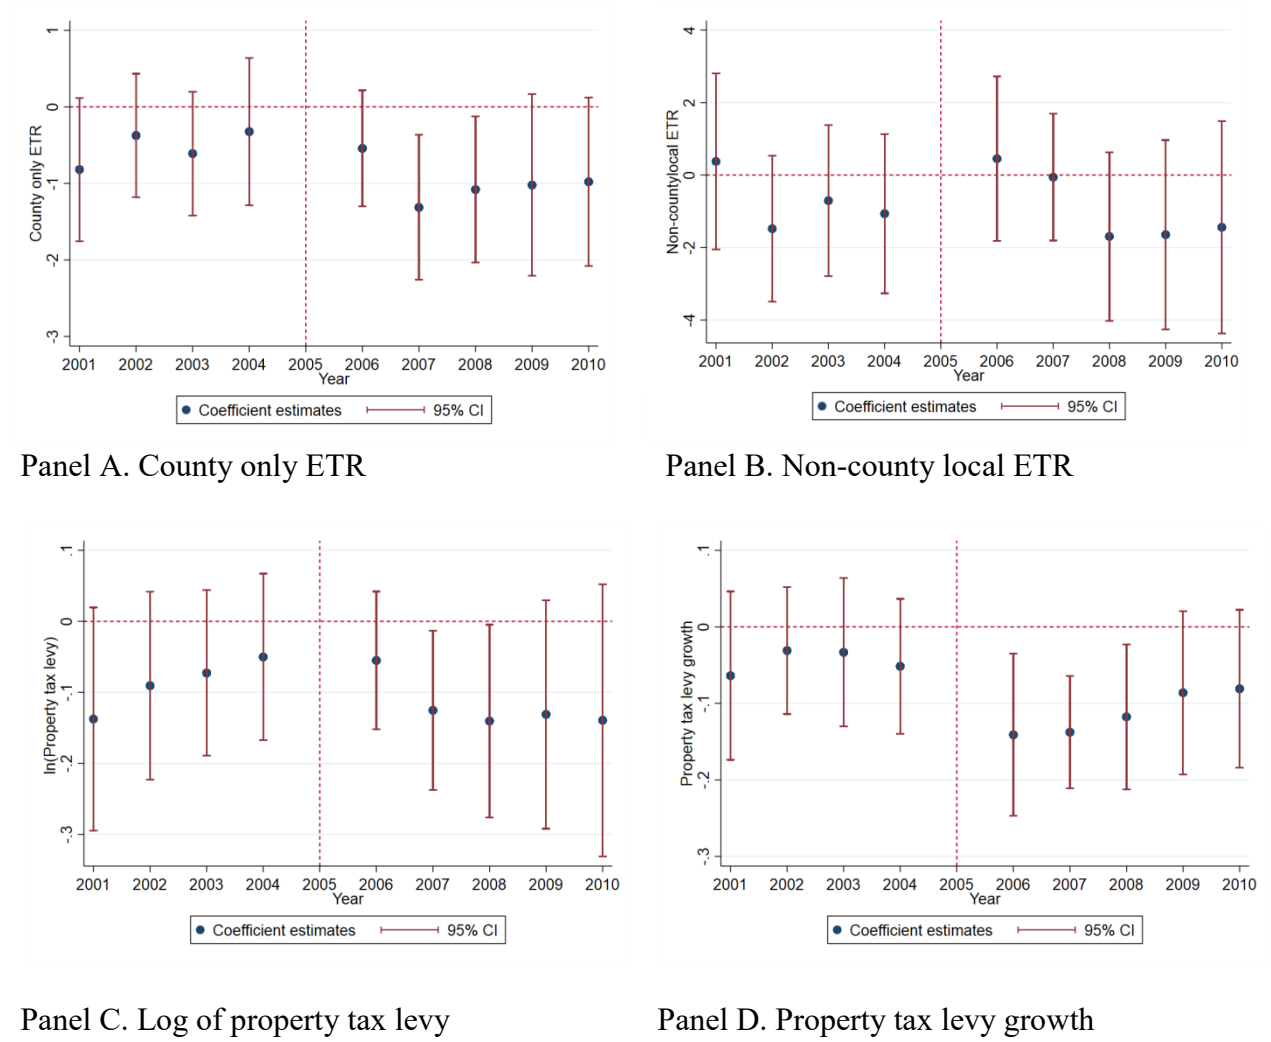 1
0
-1
-2
-3
County only ETR
2001 2002 2003 2004 2005 2006 2007 2008 2009 2010
Year
Coefficient estimates 95% CI
Panel A. County only ETR
4
2
0
-2
-4
Non-countylocal ETR
2001 2002 2003 2004 2005 2006 2007 2008 2009 2010
Year
Coefficient estimates 95% CI
Panel B. Non-county local ETR
.1
0
-.1
-.2
-.3
ln(Property tax levy)
2001 2002 2003 2004 2005 2006 2007 2008 2009 2010
Year
Coefficient estimates 95% CI
Panel C. Log of property tax levy
.1
0
-.1
-.2
-.3
Property tax levy growth
2001 2002 2003 2004 2005 2006 2007 2008 2009 2010
Year
Coefficient estimates 95% CI
Panel D. Property tax levy growth